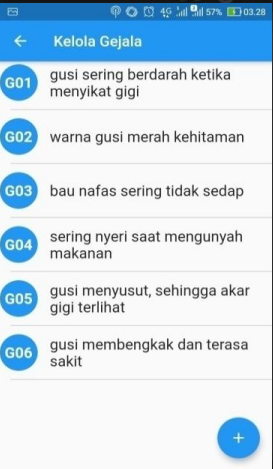 4G 57% 03.28
Kelola Gejala
G01
gusi sering berdarah ketika
menyikat gigi
G02
warna gusi merah kehitaman
G03
bau nafas sering tidak sedap
G04
sering nyeri saat mengunyah
makanan
G05
gusi menyusut, sehingga akar
gigi terlihat
G06
gusi membengkak dan terasa
sakit
+